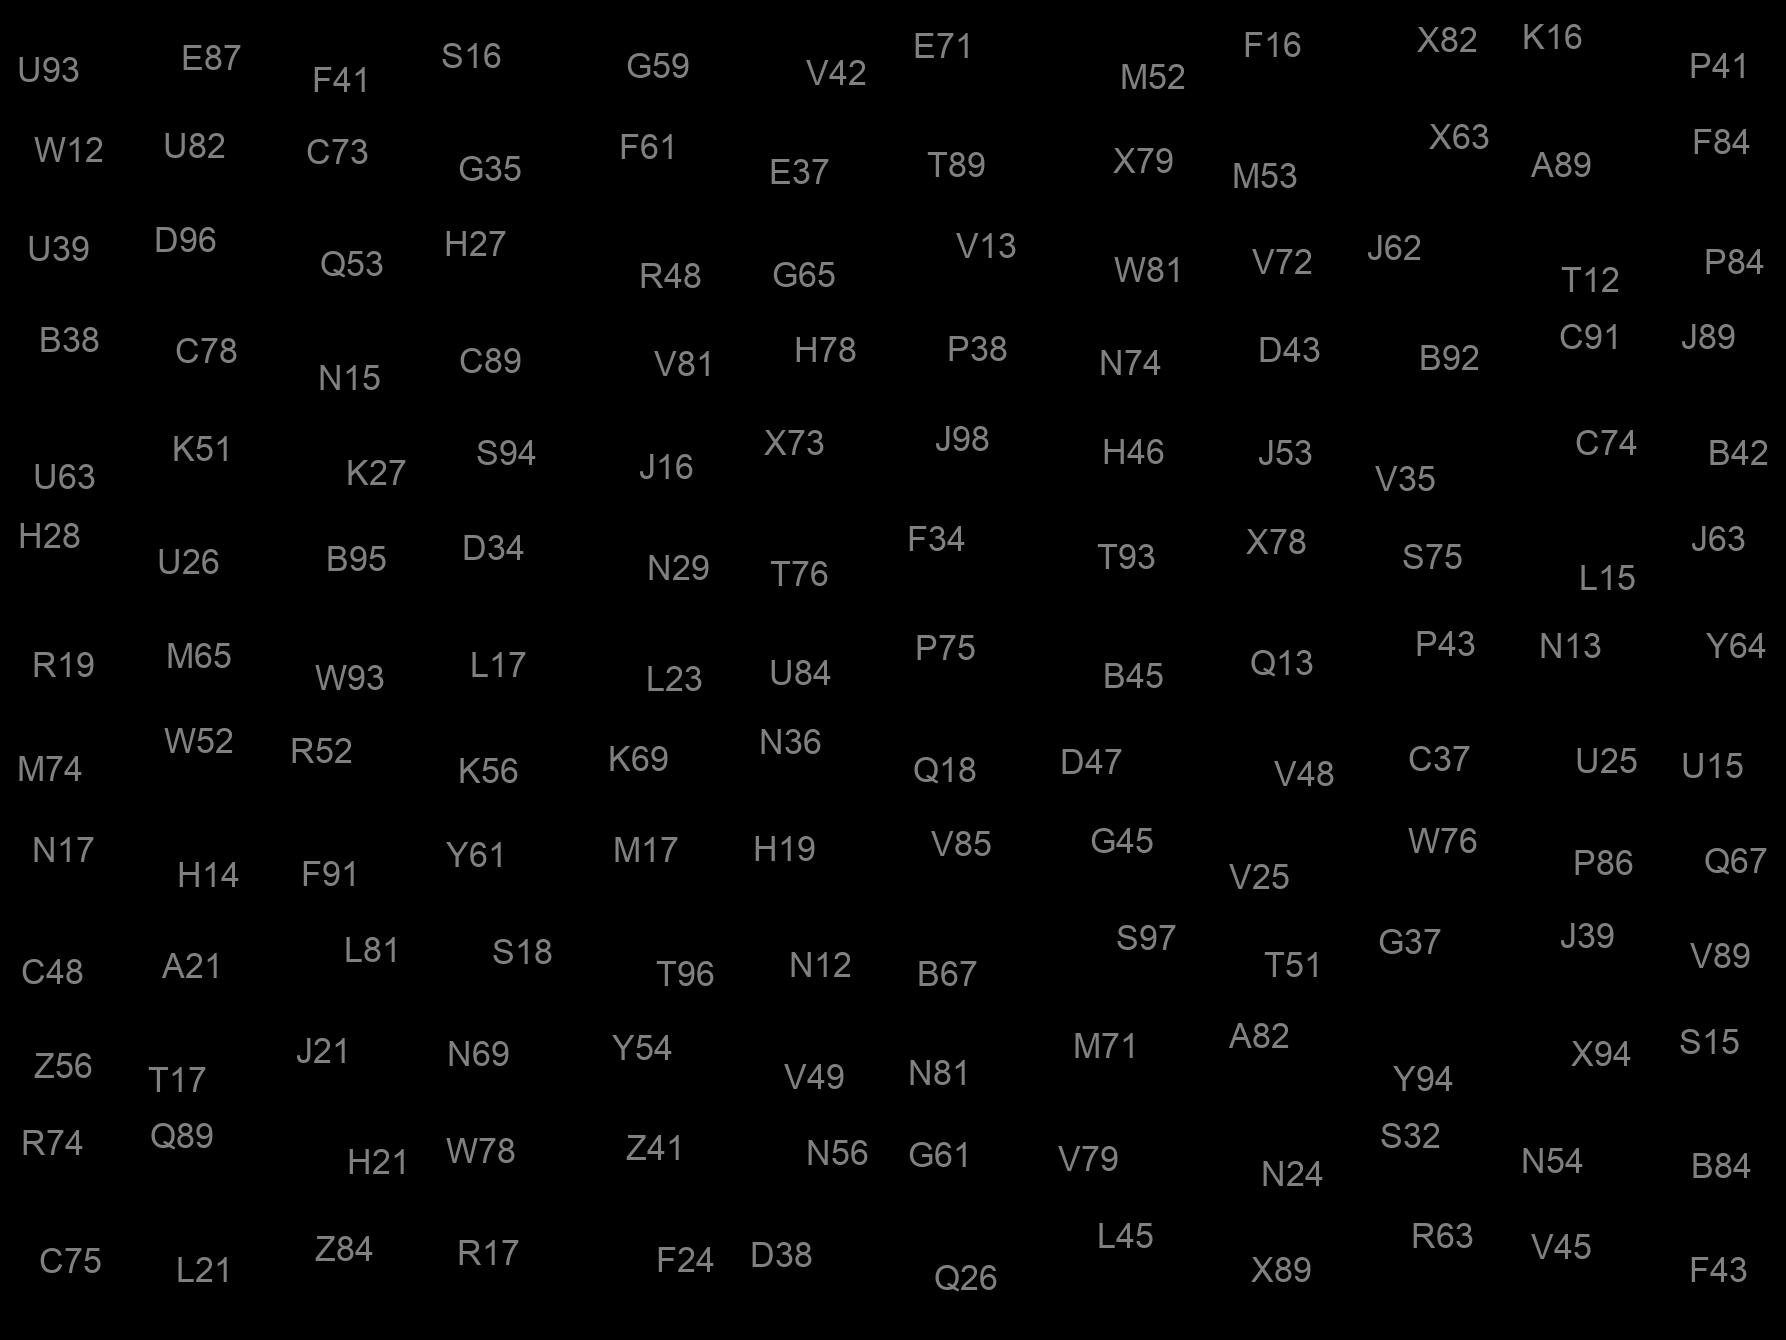 U93 E87 F41 S16 G59 V42 E71 M52 F16 X82 K16 P41
W12 U82 C73 G35 F61 E37 T89 X79 M53 X63 A89 F84
U39 D96 Q53 H27 R48 G65 V13 W81 V72 J62 T12 P84
B38 C78 N15 C89 V81 H78 P38 N74 D43 B92 C91 J89
U63 K51 K27 S94 J16 X73 J98 H46 J53 V35 C74 B42
H28 U26 B95 D34 N29 T76 F34 T93 X78 S75 L15 J63
R19 M65 W93 L17 L23 U84 P75 B45 Q13 P43 N13 Y64
M74 W52 R52 K56 K69 N36 Q18 D47 V48 C37 U25 U15
N17 H14 F91 Y61 M17 H19 V85 G45 V25 W76 P86 Q67
C48 A21 L81 S18 T96 N12 B67 S97 T51 G37 J39 V89
Z56 T17 J21 N69 Y54 V49 N81 M71 A82 Y94 X94 S15
R74 Q89 H21 W78 Z41 N56 G61 V79 N24 S32 N54 B84
C75 L21 Z84 R17 F24 D38 Q26 L45 X89 R63 V45 F43